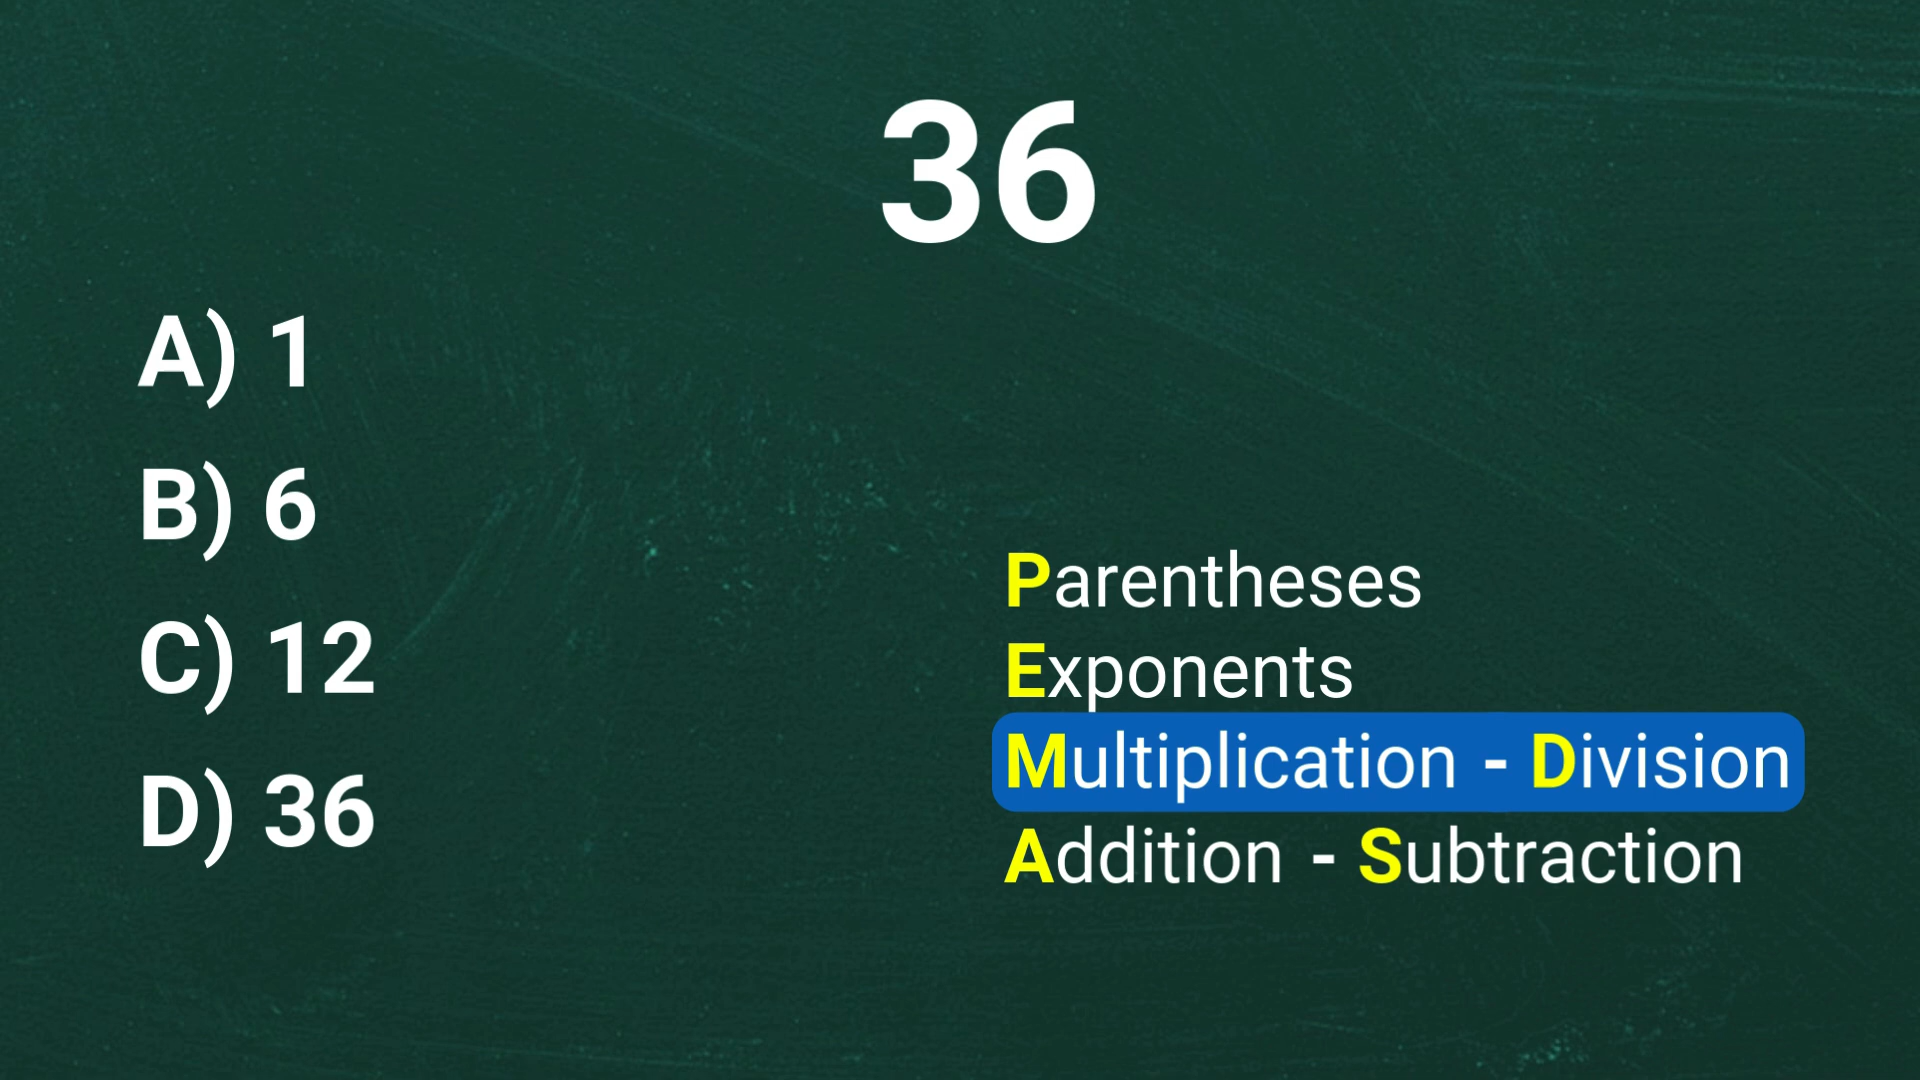 36
A) 1
B) 6
C) 12
D) 36
Parentheses
Exponents
Multiplication - Division
Addition - Subtraction